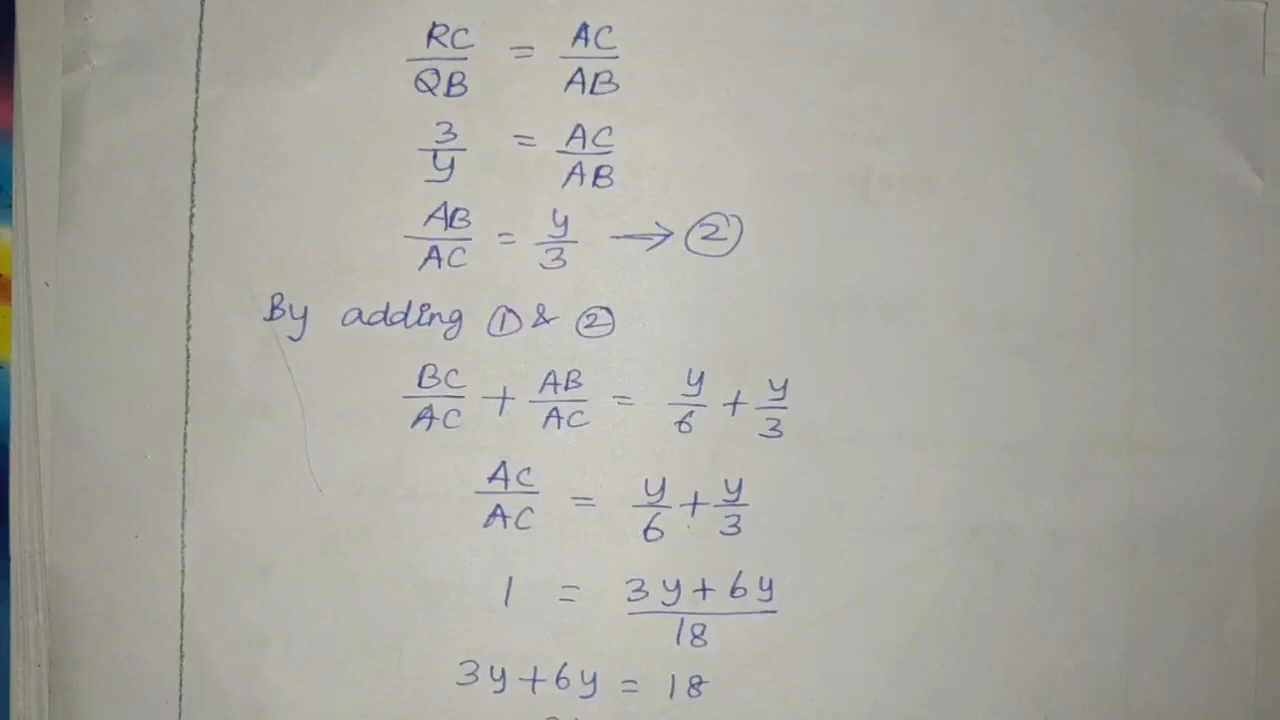 RC/QB = AC/AB
3/y = AC/AB
AB/AC = y/3 → ②
By adding ① & ②
BC/AC + AB/AC = y/6 + y/3
AC/AC = y/6 + y/3
1 = 3y+6y/18
3y+6y = 18